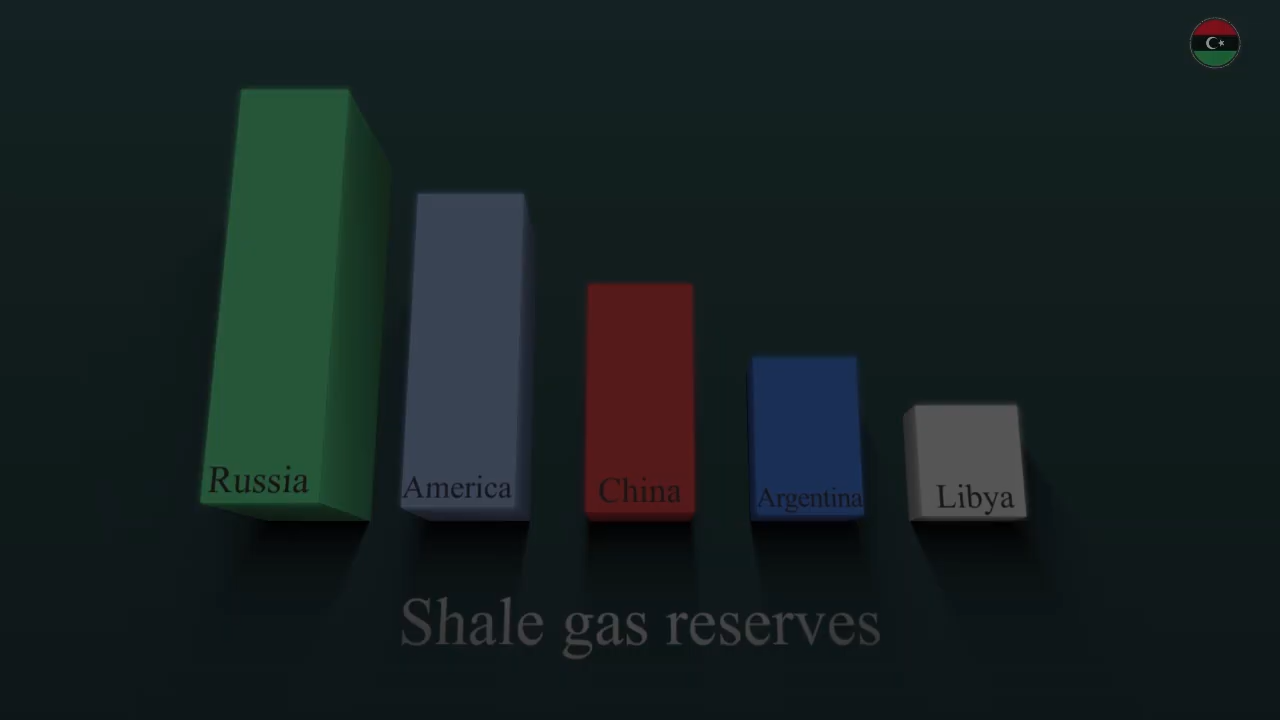 Russia
America
China
Argentina
Libya
Shale gas reserves